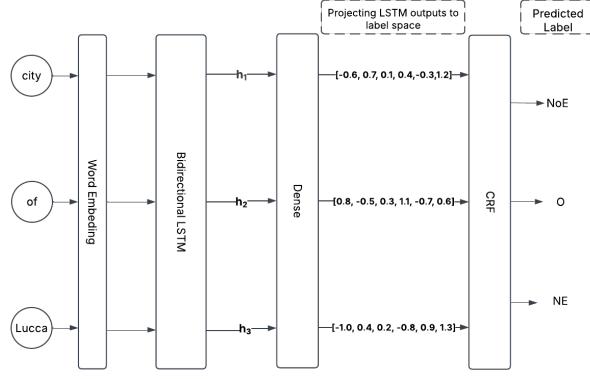 Projecting LSTM outputs to
label space
Predicted
Label
city
h1
[-0.6, 0.7, 0.1, 0.4,-0.3,1.2]
NoE
Word Embeding
Bidirectional LSTM
Dense
CRF
of
h2
[0.8, -0.5, 0.3, 1.1, -0.7, 0.6]
O
Lucca
h3
[-1.0, 0.4, 0.2, -0.8, 0.9, 1.3]
NE